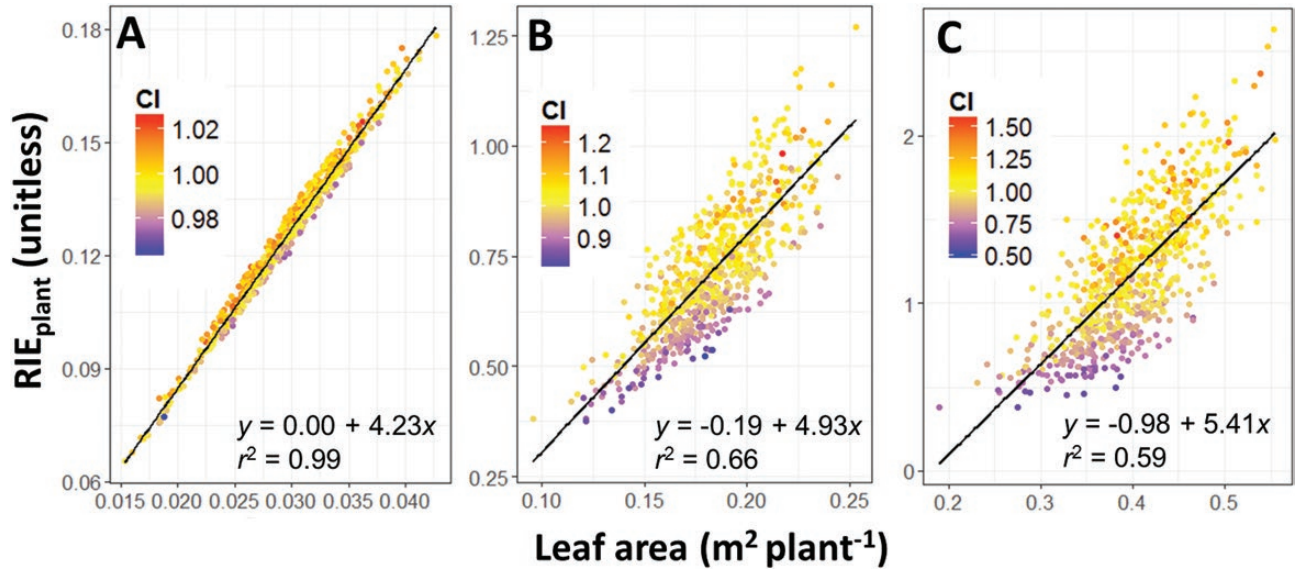 A
B
C
RIEplant (unitless)
0.18
0.15
0.12
0.09
0.06
CI
1.02
1.00
0.98
y = 0.00 + 4.23x
r² = 0.99
0.015 0.020 0.025 0.030 0.035 0.040
1.25
1.00
0.75
0.50
0.25
CI
1.2
1.1
1.0
0.9
y = -0.19 + 4.93x
r² = 0.66
0.10 0.15 0.20 0.25
2
1
0
CI
1.50
1.25
1.00
0.75
0.50
y = -0.98 + 5.41x
r² = 0.59
0.2 0.3 0.4 0.5
Leaf area (m² plant⁻¹)